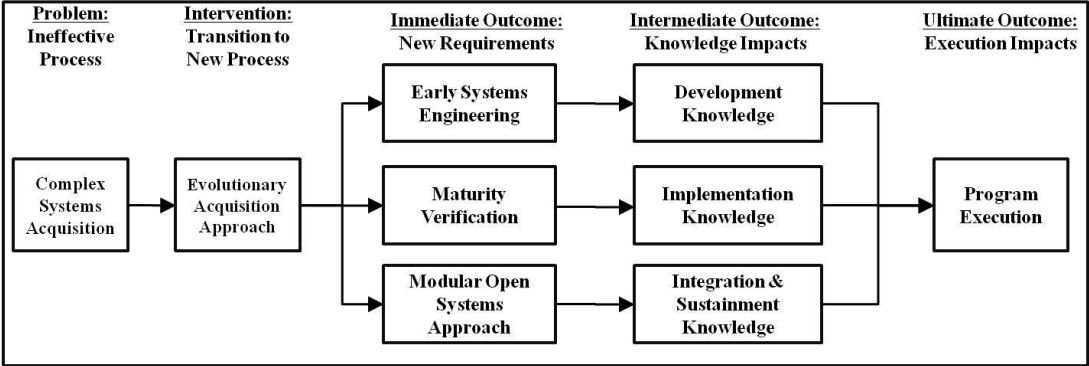 Problem:
Ineffective
Process
Intervention:
Transition to
New Process
Immediate Outcome:
New Requirements
Intermediate Outcome:
Knowledge Impacts
Ultimate Outcome:
Execution Impacts
Complex
Systems
Acquisition
Evolutionary
Acquisition
Approach
Early Systems
Engineering
Development
Knowledge
Maturity
Verification
Implementation
Knowledge
Modular Open
Systems
Approach
Integration &
Sustainment
Knowledge
Program
Execution